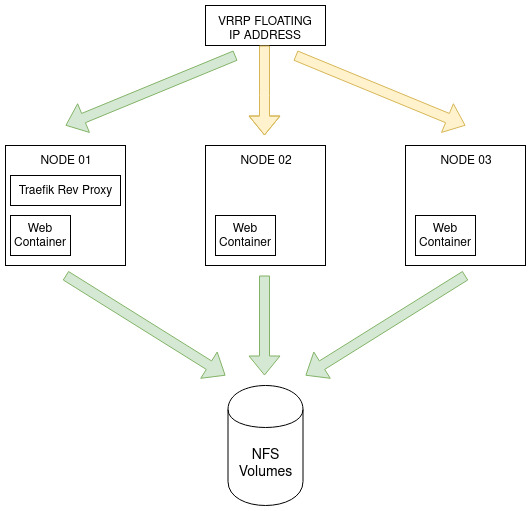 VRRP FLOATING
IP ADDRESS
NODE 01
Traefik Rev Proxy
Web
Container
NODE 02
Web
Container
NODE 03
Web
Container
NFS
Volumes